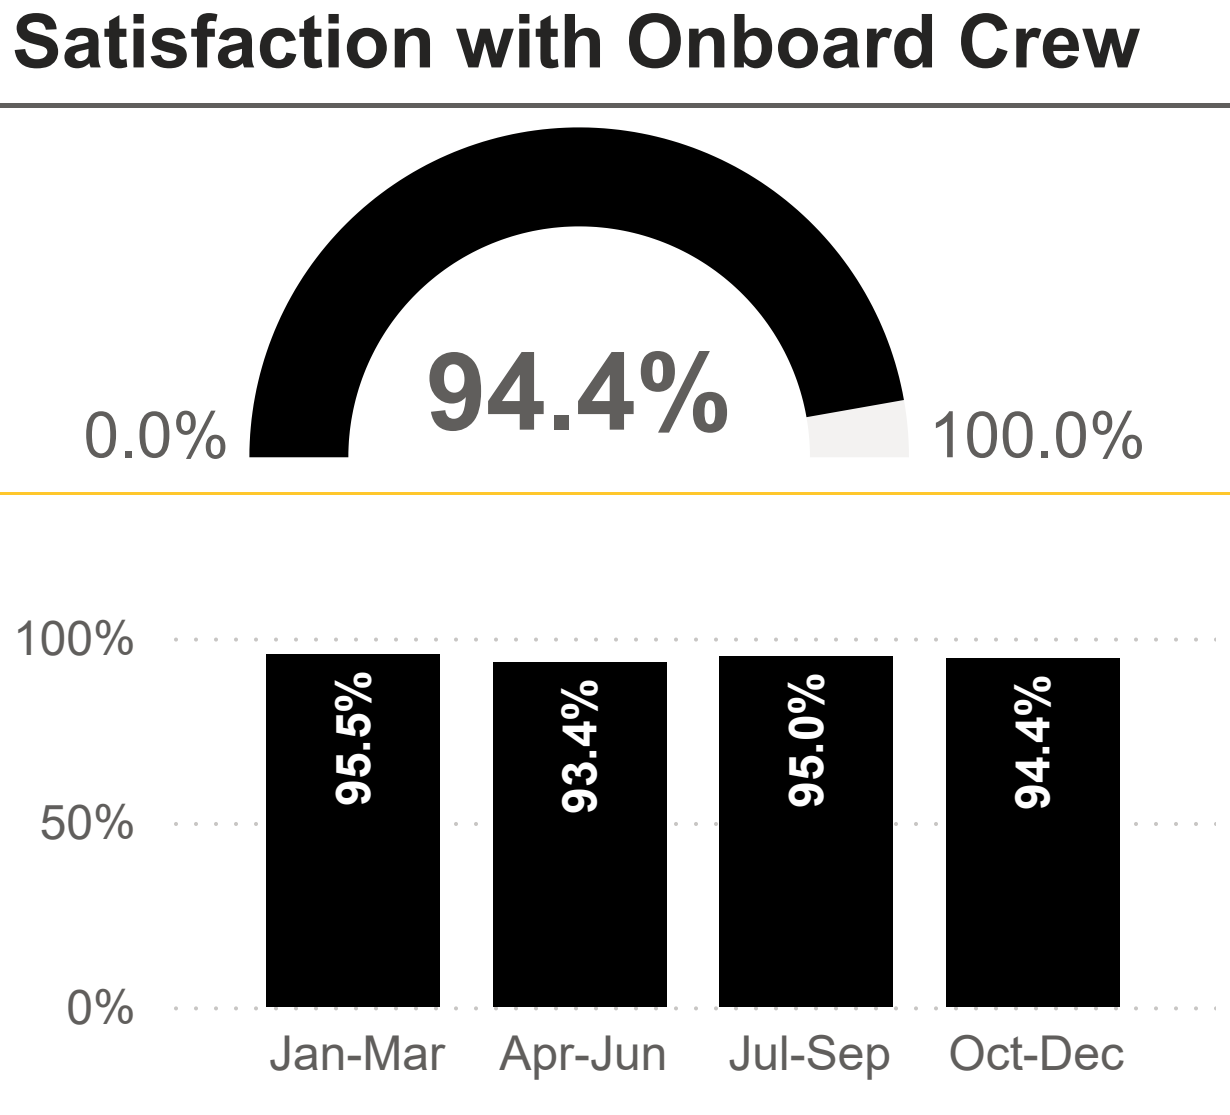 Satisfaction with Onboard Crew
94.4%
0.0%
100.0%
100%
95.5%
93.4%
95.0%
94.4%
50%
0%
Jan-Mar
Apr-Jun
Jul-Sep
Oct-Dec